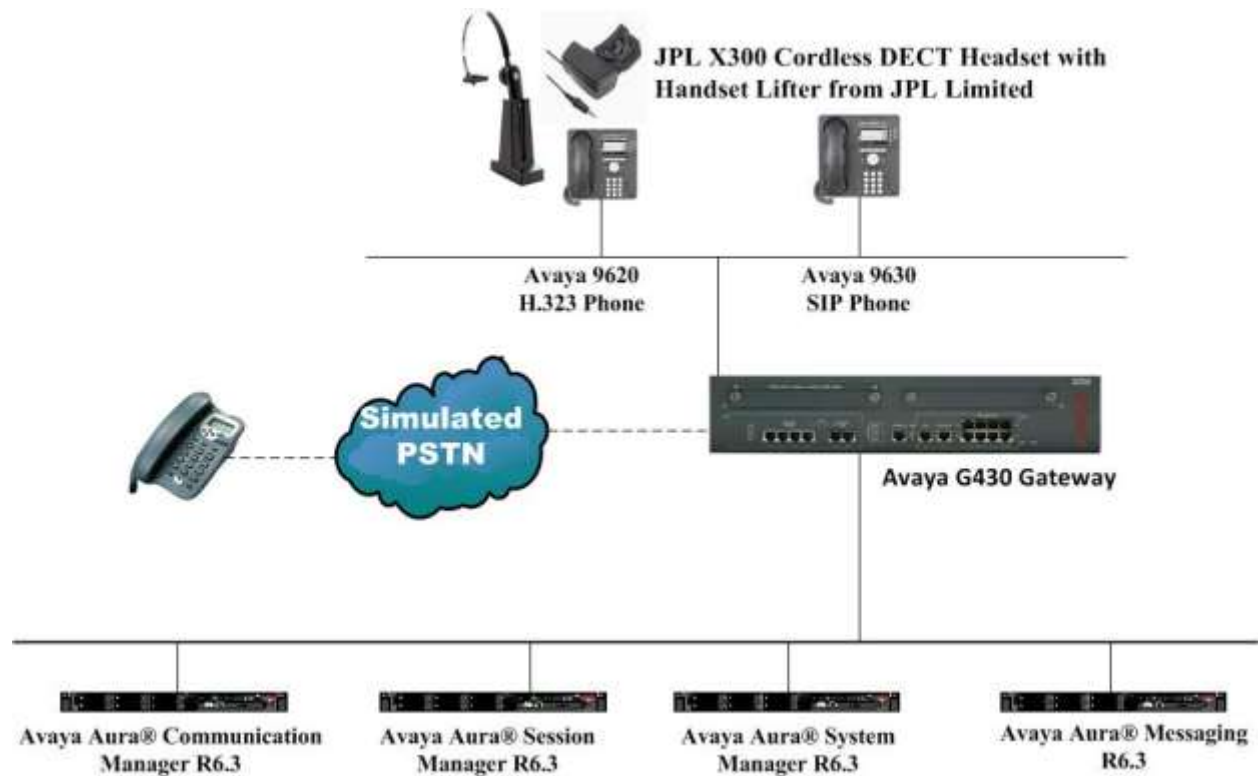 JPL X300 Cordless DECT Headset with
Handset Lifter from JPL Limited
Avaya 9620
H.323 Phone
Avaya 9630
SIP Phone
Simulated
PSTN
Avaya G430 Gateway
Avaya Aura® Communication
Manager R6.3
Avaya Aura® Session
Manager R6.3
Avaya Aura® System
Manager R6.3
Avaya Aura® Messaging
R6.3